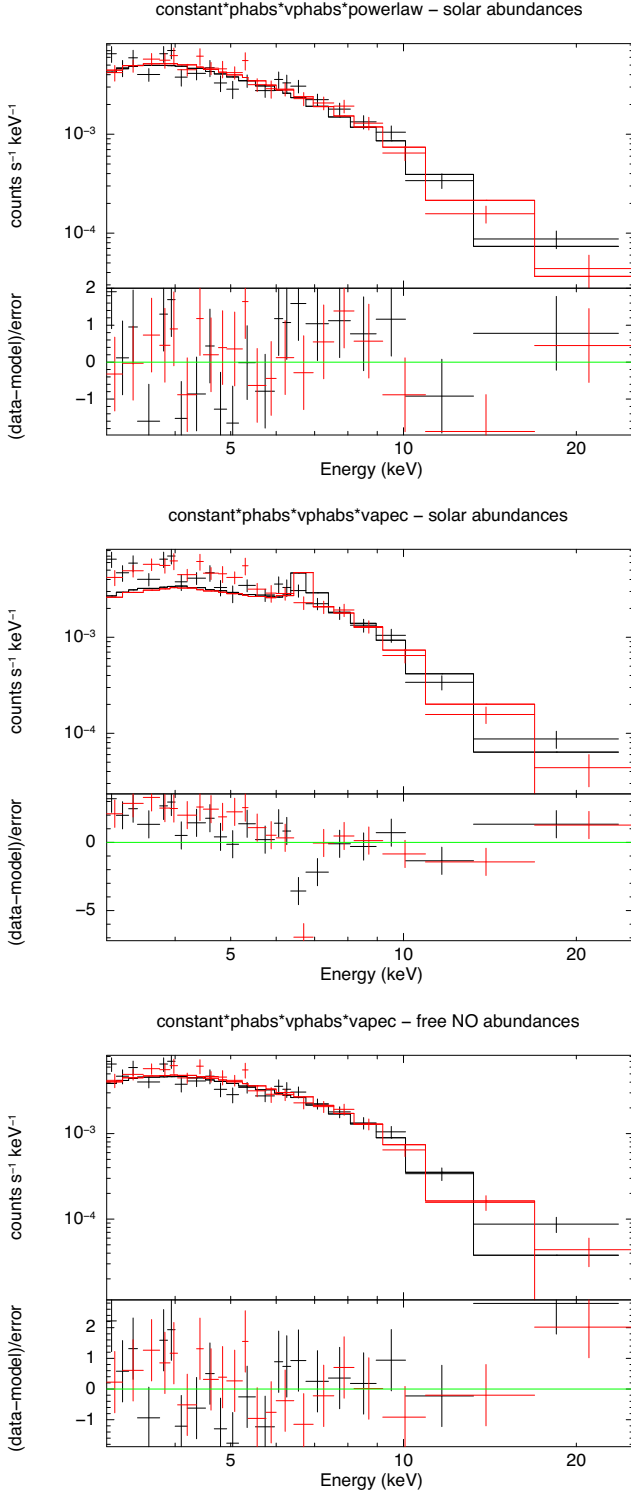 constant*phabs*vphabs*powerlaw – solar abundances
counts s−1 keV−1
10−3
10−4
(data−model)/error
2
1
0
−1
5 10 20
Energy (keV)
constant*phabs*vphabs*vapec – solar abundances
counts s−1 keV−1
10−3
10−4
(data−model)/error
0
−5
5 10 20
Energy (keV)
constant*phabs*vphabs*vapec – free NO abundances
counts s−1 keV−1
10−3
10−4
(data−model)/error
2
1
0
−1
5 10 20
Energy (keV)